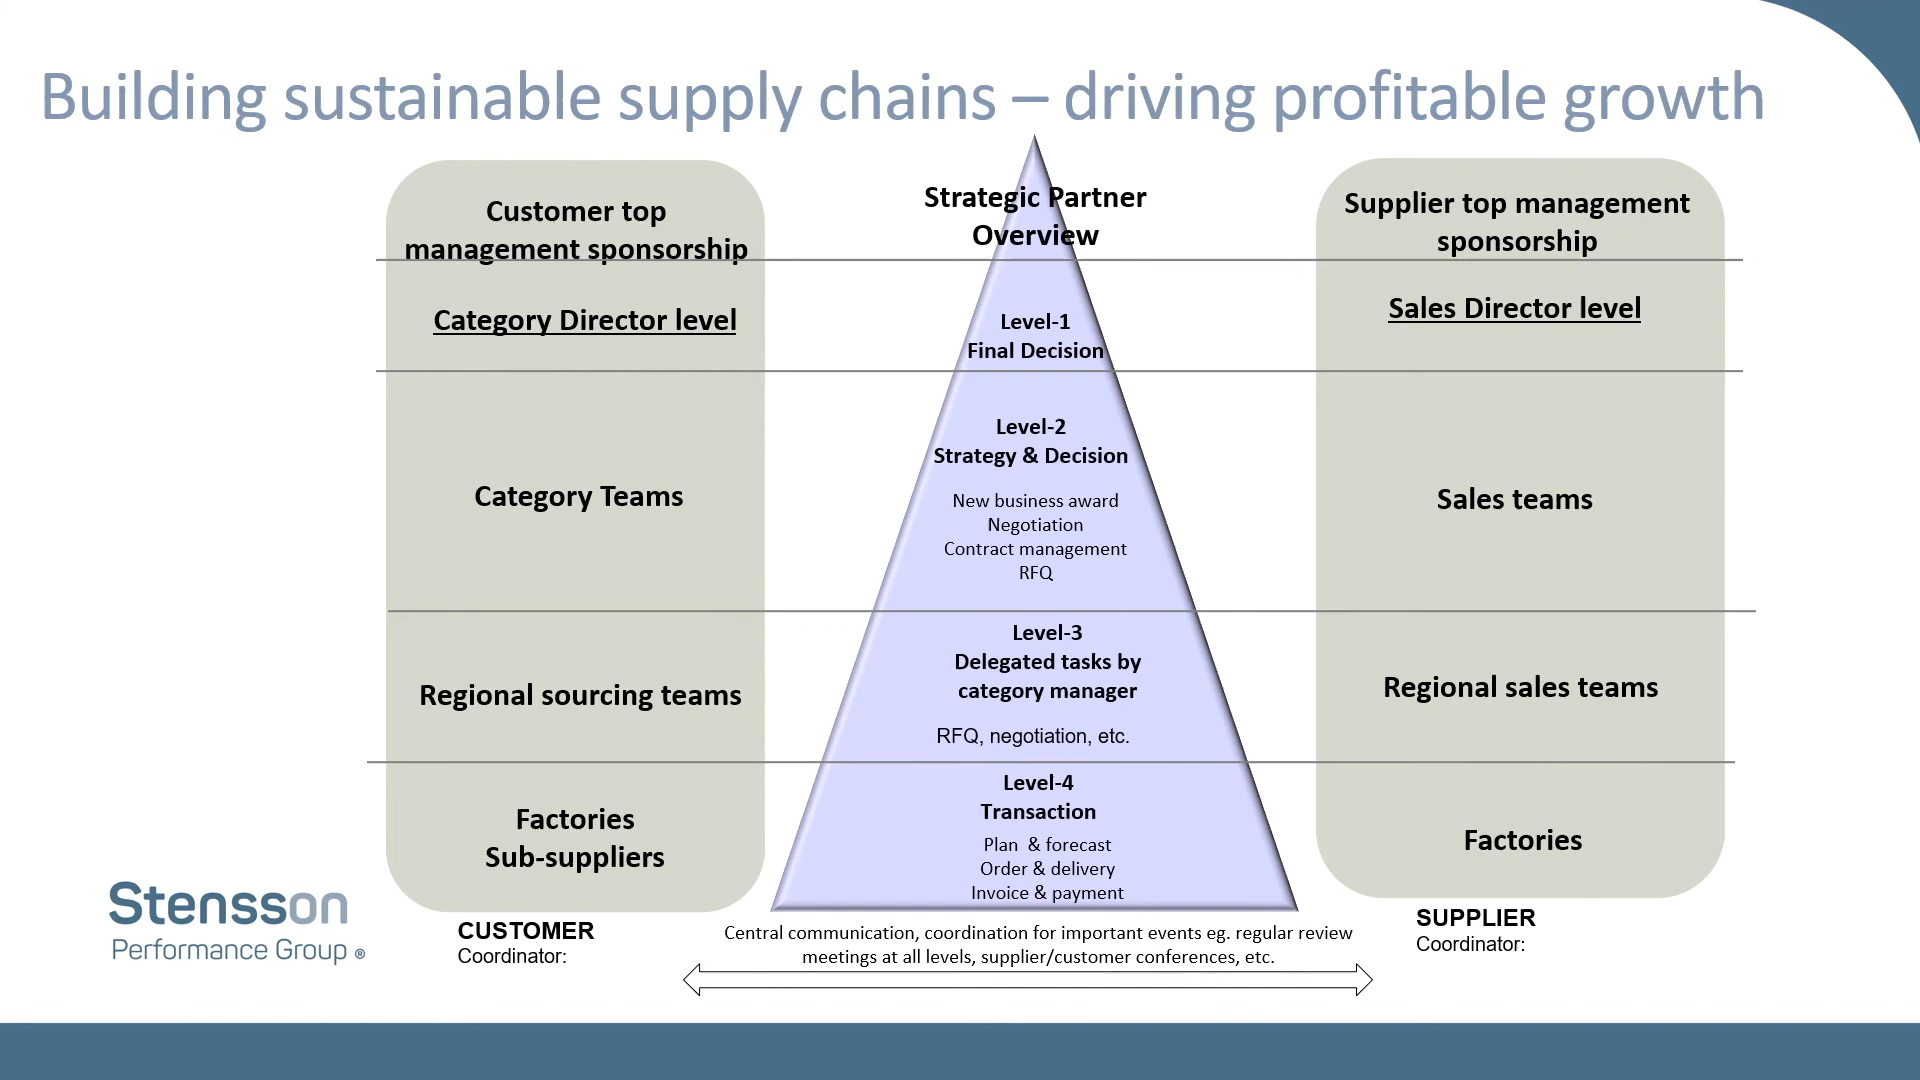 Building sustainable supply chains – driving profitable growth
Customer top
management sponsorship
Category Director level
Category Teams
Regional sourcing teams
Factories
Sub-suppliers
Strategic Partner
Overview
Level-1
Final Decision
Level-2
Strategy & Decision
New business award
Negotiation
Contract management
RFQ
Level-3
Delegated tasks by
category manager
RFQ, negotiation, etc.
Level-4
Transaction
Plan & forecast
Order & delivery
Invoice & payment
Supplier top management
sponsorship
Sales Director level
Sales teams
Regional sales teams
Factories
Stensson
Performance Group ®
CUSTOMER
Coordinator:
Central communication, coordination for important events eg. regular review
meetings at all levels, supplier/customer conferences, etc.
SUPPLIER
Coordinator: